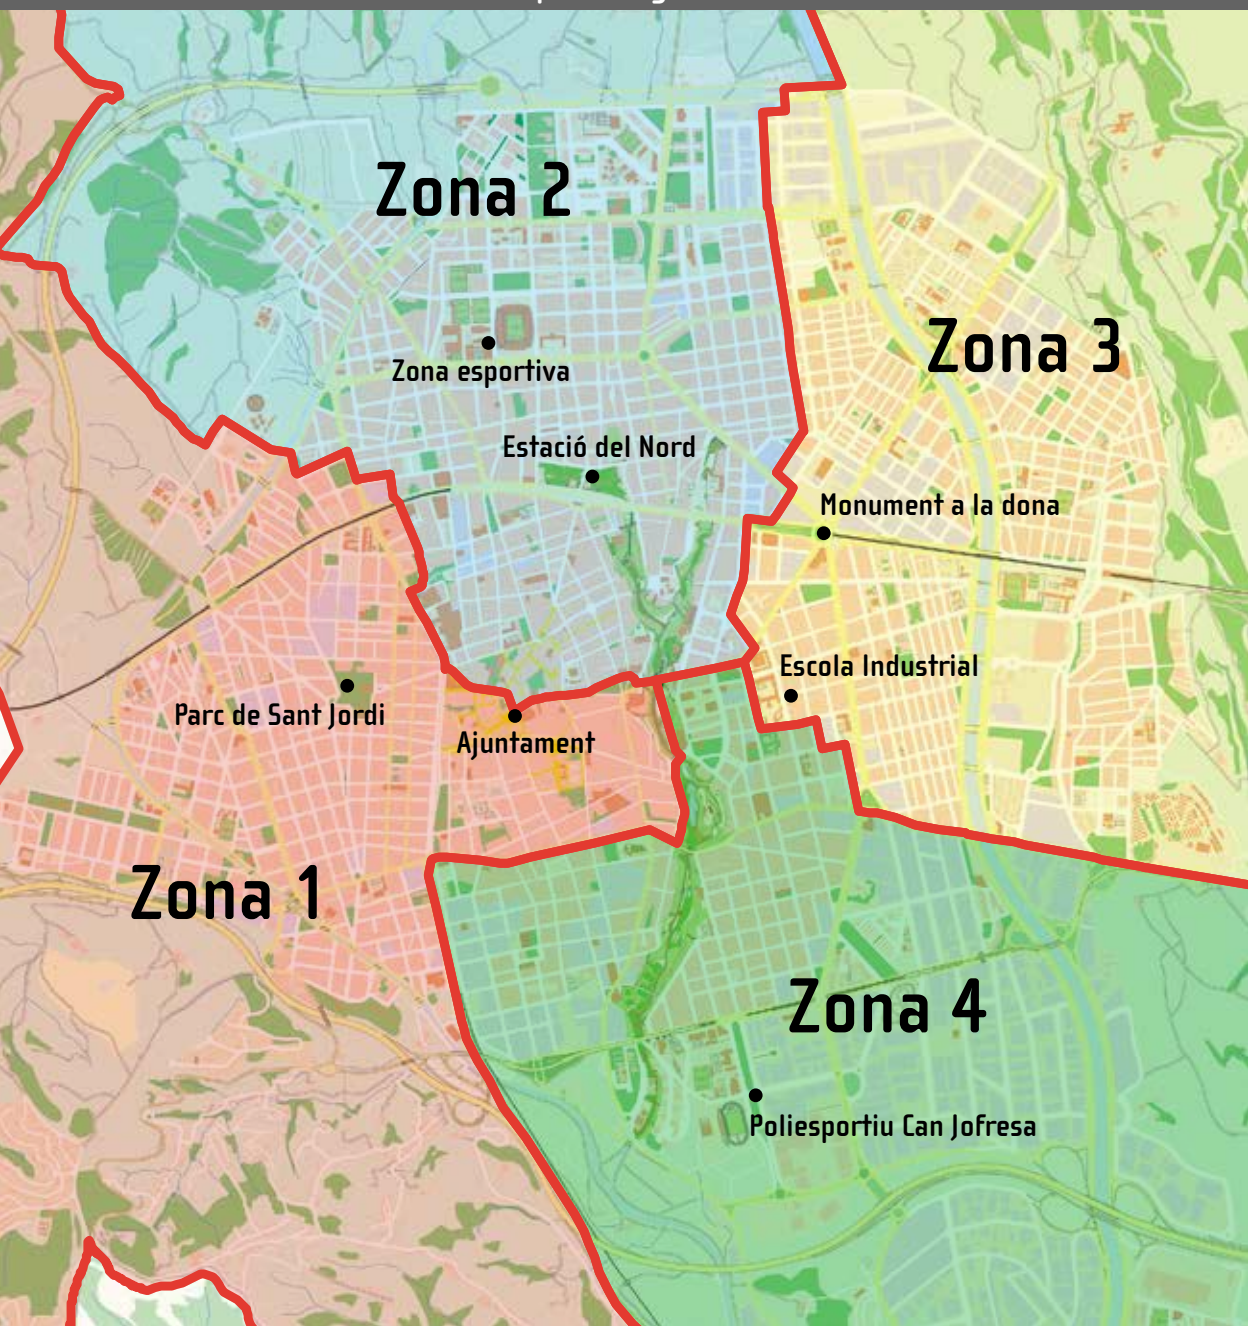 Zona 2
Zona 3
Zona esportiva
Estació del Nord
Monument a la dona
Escola Industrial
Parc de Sant Jordi
Ajuntament
Zona 1
Zona 4
Poliesportiu Can Jofresa